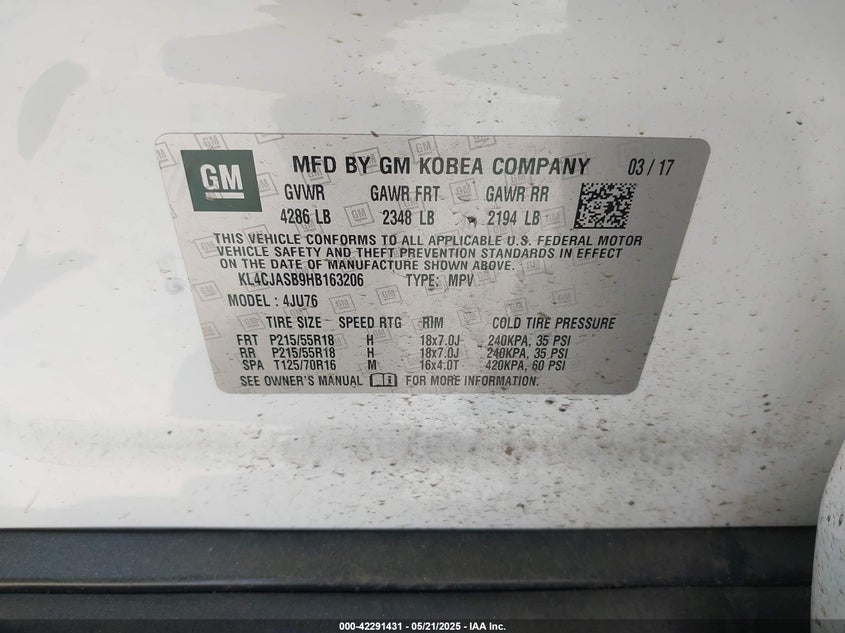 GM MFD BY GM KOREA COMPANY 03 / 17
GVWR GAWR FRT GAWR RR
4286 LB 2348 LB 2194 LB
THIS VEHICLE CONFORMS TO ALL APPLICABLE U.S. FEDERAL MOTOR
VEHICLE SAFETY AND THEFT PREVENTION STANDARDS IN EFFECT
ON THE DATE OF MANUFACTURE SHOWN ABOVE.
KL4CJASB9HB163206 TYPE: MPV
MODEL : 4JU76
TIRE SIZE SPEED RTG RIM COLD TIRE PRESSURE
FRT P215/55R18 H 18x7.0J 240KPA, 35 PSI
RR P215/55R18 H 18x7.0J 240KPA, 35 PSI
SPA T125/70R16 M 16x4.0T 420KPA, 60 PSI
SEE OWNER'S MANUAL FOR MORE INFORMATION.
000-42291431 - 05/21/2025 - IAA Inc.